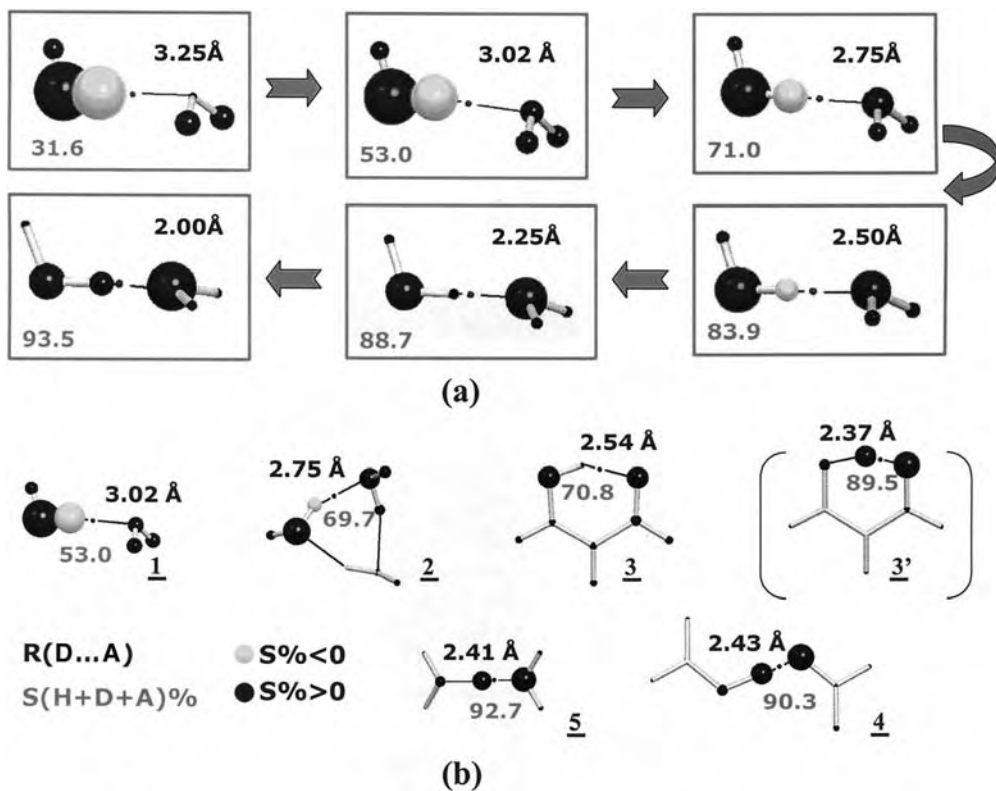 3.25Å 3.02 Å 2.75Å
31.6 53.0 71.0
2.00Å 2.25Å 2.50Å
93.5 88.7 83.9
(a)
3.02 Å 2.75 Å 2.54 Å 2.37 Å
53.0 69.7 70.8 89.5
1 2 3 3'
R(D...A) S%<0 2.41 Å 2.43 Å
S(H+D+A)% S%>0 92.7 90.3
5 4
(b)